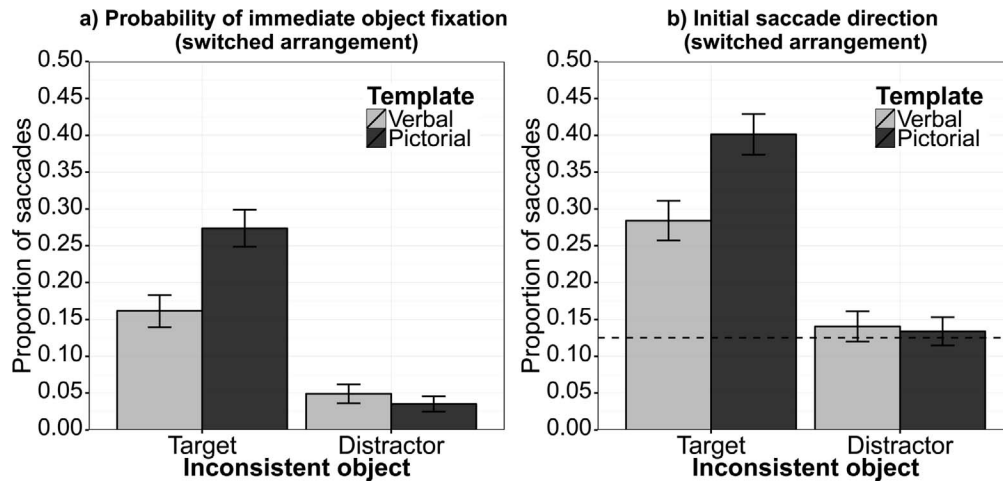 a) Probability of immediate object fixation
(switched arrangement)
Proportion of saccades
0.50
0.45
0.40
0.35
0.30
0.25
0.20
0.15
0.10
0.05
0.00
Template
Verbal
Pictorial
Target
Distractor
Inconsistent object
b) Initial saccade direction
(switched arrangement)
Proportion of saccades
0.50
0.45
0.40
0.35
0.30
0.25
0.20
0.15
0.10
0.05
0.00
Template
Verbal
Pictorial
Target
Distractor
Inconsistent object